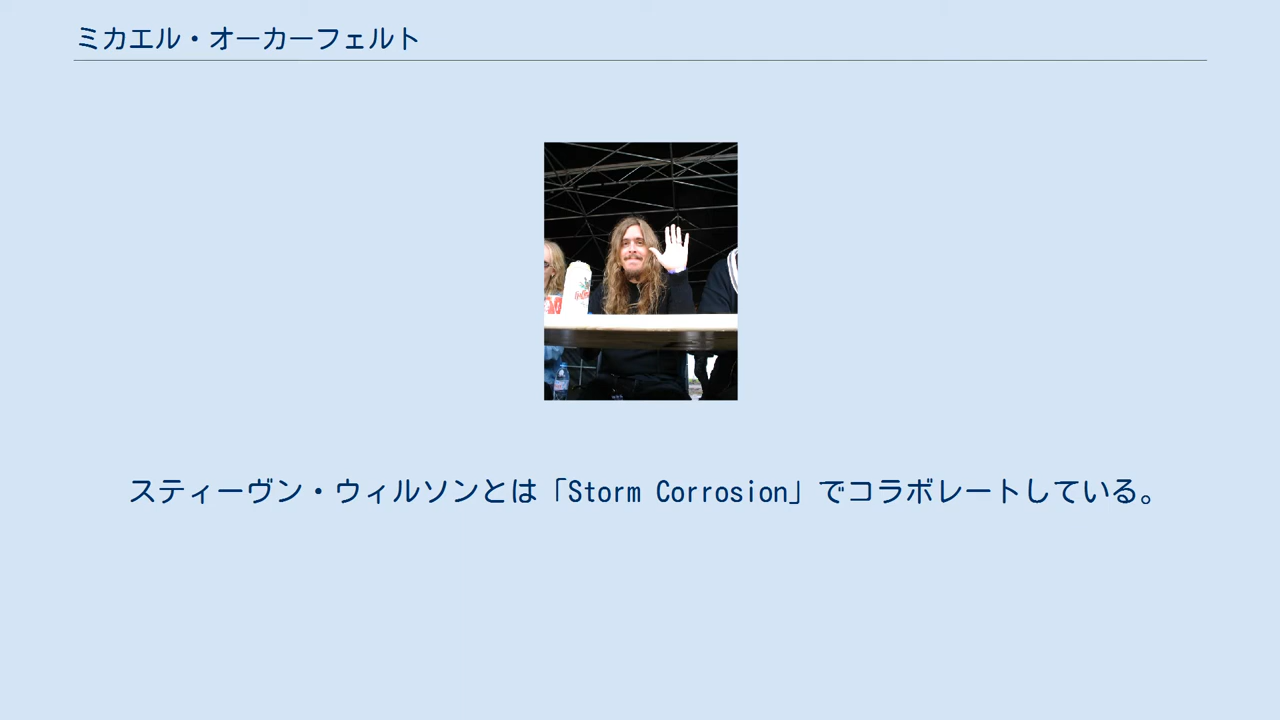 ミカエル・オーカーフェルト
スティーヴン・ウィルソンとは「Storm Corrosion」でコラボレートしている。